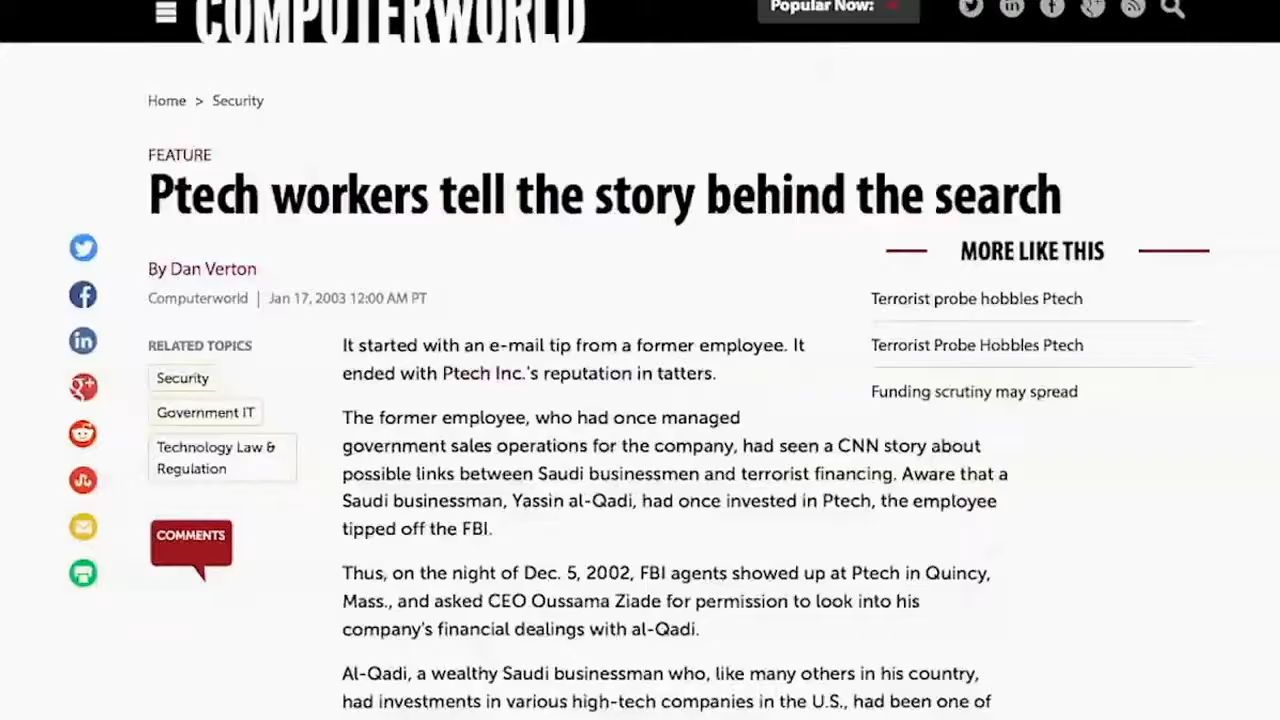 COMPUTERWORLD
Popular Now:
Home > Security
FEATURE
Ptech workers tell the story behind the search
By Dan Verton
Computerworld | Jan 17, 2003 12:00 AM PT
RELATED TOPICS
Security
Government IT
Technology Law &
Regulation
COMMENTS
It started with an e-mail tip from a former employee. It
ended with Ptech Inc.'s reputation in tatters.
The former employee, who had once managed
government sales operations for the company, had seen a CNN story about
possible links between Saudi businessmen and terrorist financing. Aware that a
Saudi businessman, Yassin al-Qadi, had once invested in Ptech, the employee
tipped off the FBI.
Thus, on the night of Dec. 5, 2002, FBI agents showed up at Ptech in Quincy,
Mass., and asked CEO Oussama Ziade for permission to look into his
company's financial dealings with al-Qadi.
Al-Qadi, a wealthy Saudi businessman who, like many others in his country,
had investments in various high-tech companies in the U.S., had been one of
MORE LIKE THIS
Terrorist probe hobbles Ptech
Terrorist Probe Hobbles Ptech
Funding scrutiny may spread